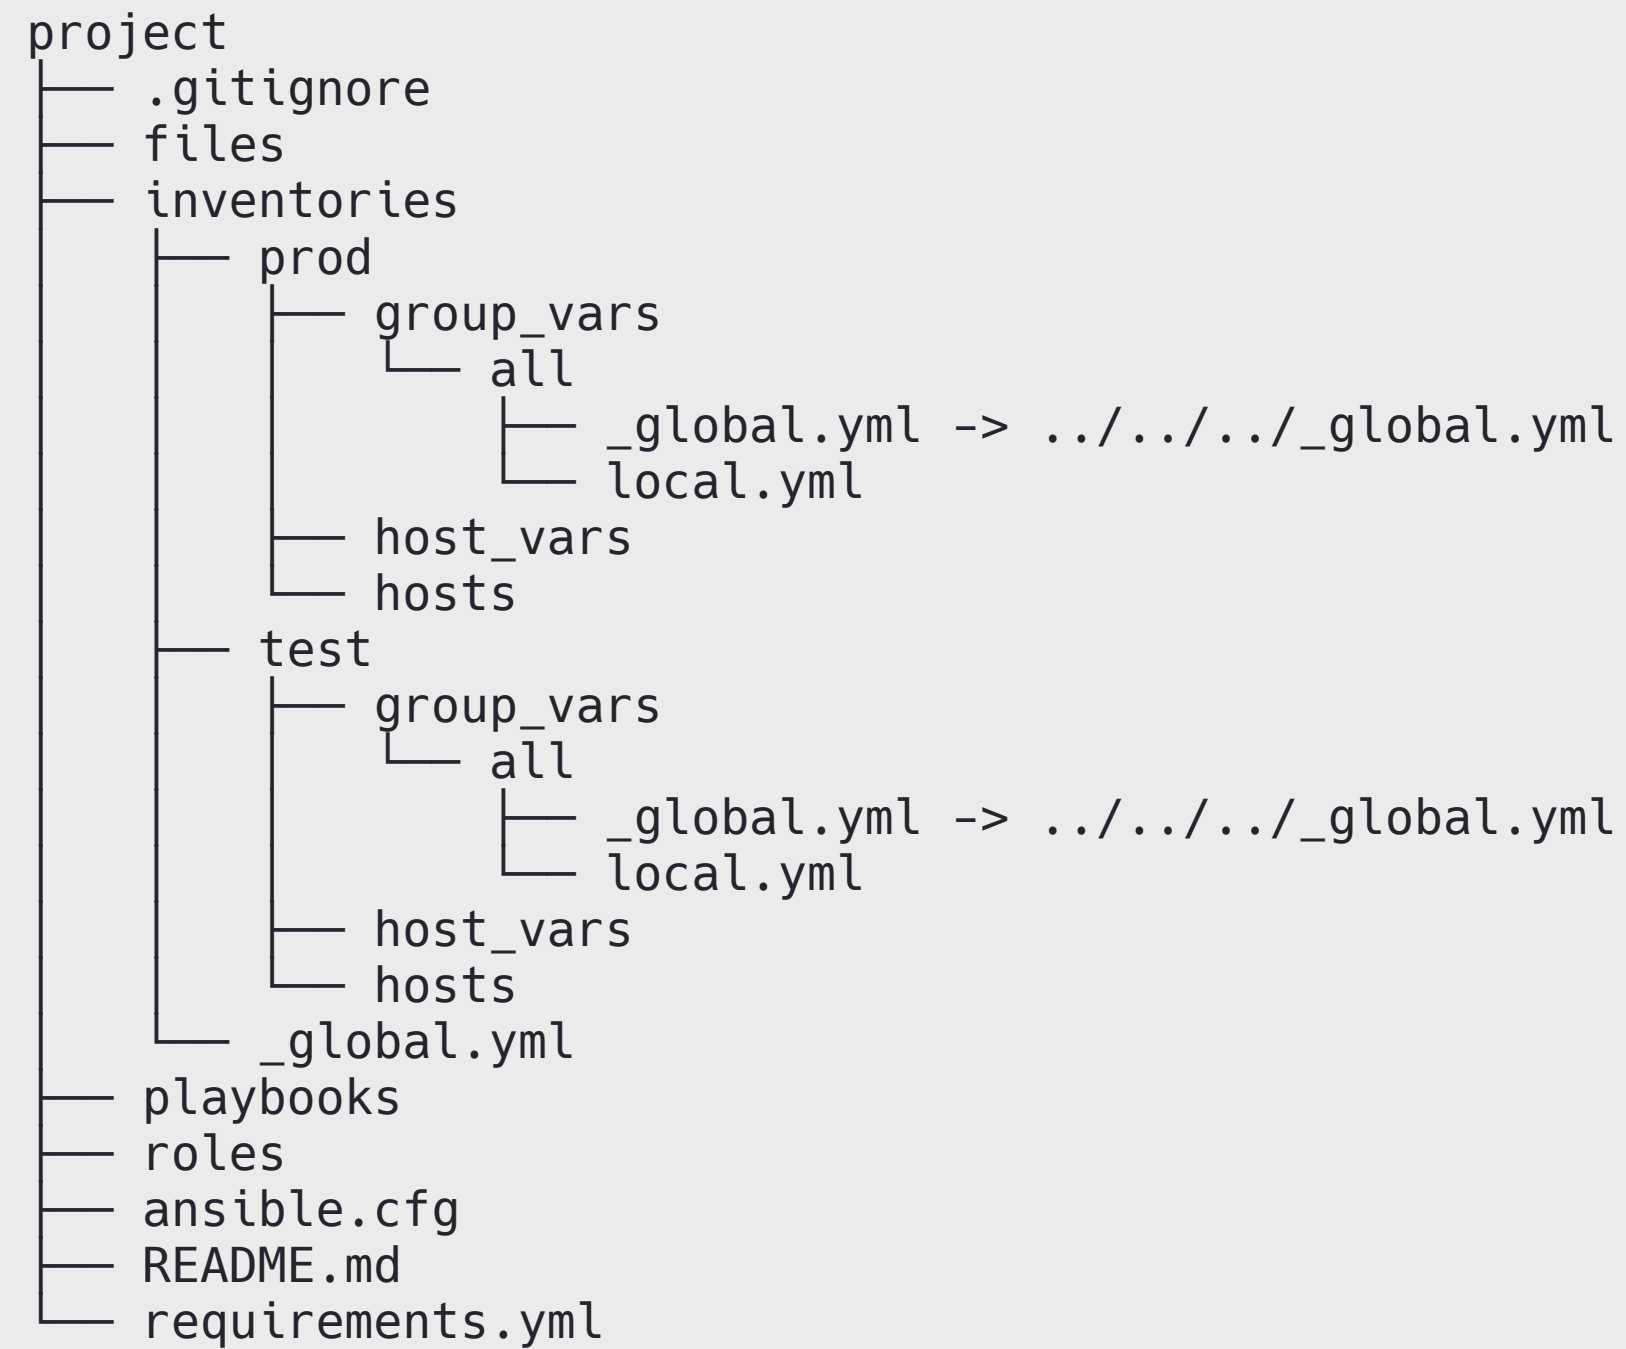 project
├── .gitignore
├── files
├── inventories
│   ├── prod
│   │   ├── group_vars
│   │   │   └── all
│   │   │       ├── _global.yml -> ../../../_global.yml
│   │   │       └── local.yml
│   │   ├── host_vars
│   │   └── hosts
│   ├── test
│   │   ├── group_vars
│   │   │   └── all
│   │   │       ├── _global.yml -> ../../../_global.yml
│   │   │       └── local.yml
│   │   ├── host_vars
│   │   └── hosts
│   └── _global.yml
├── playbooks
├── roles
├── ansible.cfg
├── README.md
└── requirements.yml